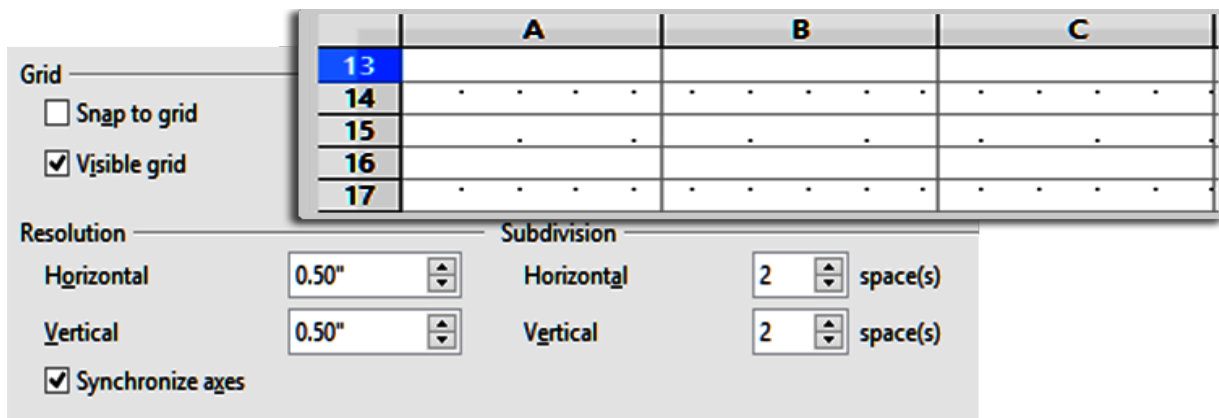 A B C
13
14
15
16
17
Grid
Snap to grid
Visible grid
Resolution Subdivision
Horizontal 0.50" Horizontal 2 space(s)
Vertical 0.50" Vertical 2 space(s)
Synchronize axes